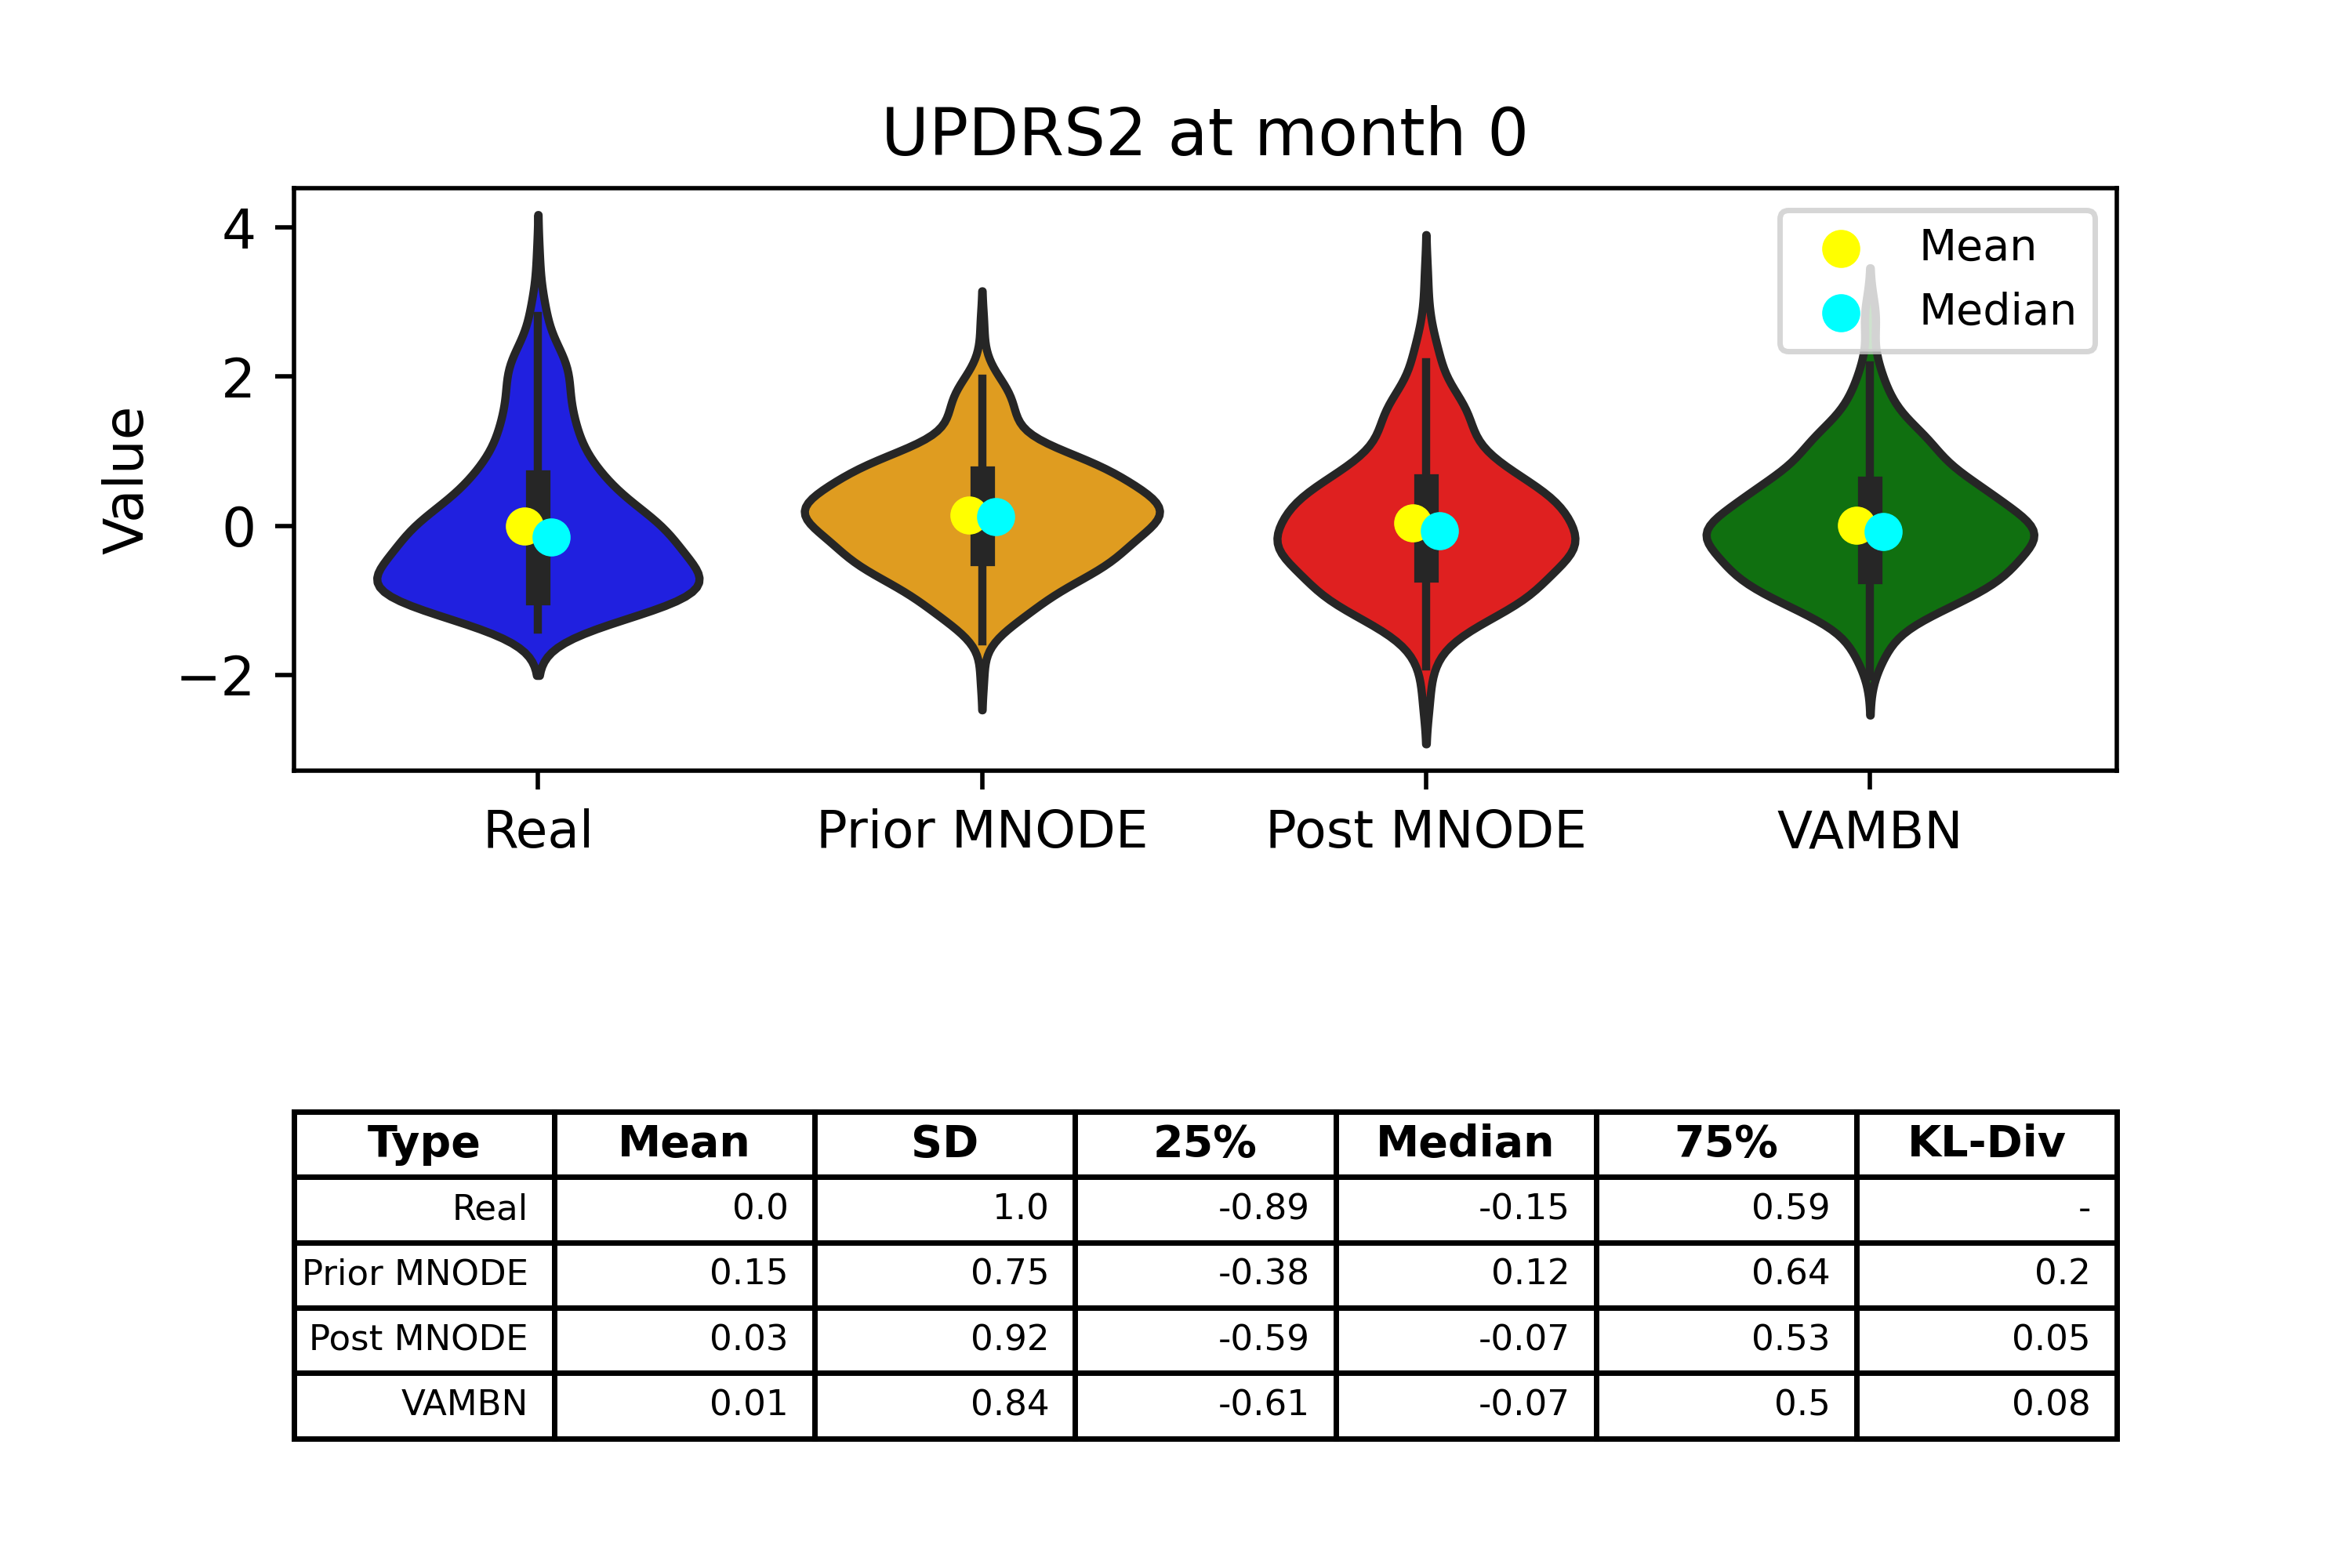 UPDRS2 at month 0
4
2
0
−2
Value
Mean
Median
Real Prior MNODE Post MNODE VAMBN
Type Mean SD 25% Median 75% KL-Div
Real 0.0 1.0 -0.89 -0.15 0.59 -
Prior MNODE 0.15 0.75 -0.38 0.12 0.64 0.2
Post MNODE 0.03 0.92 -0.59 -0.07 0.53 0.05
VAMBN 0.01 0.84 -0.61 -0.07 0.5 0.08